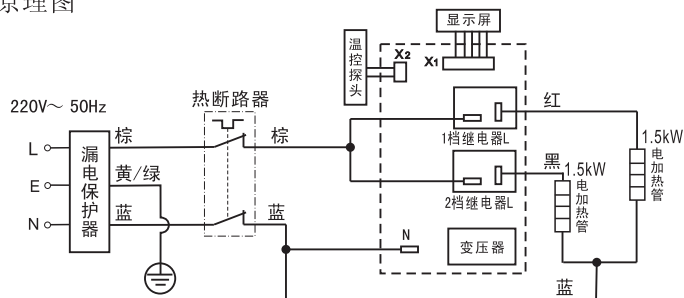 原理图
显示屏
温控探头
X2
X1
热断路器
220V～ 50Hz
红
L
漏电保护器
棕
棕
1档继电器L
1.5kW
电加热管
黑
1.5kW
电加热管
E
黄/绿
2档继电器L
N
蓝
蓝
N
变压器
蓝